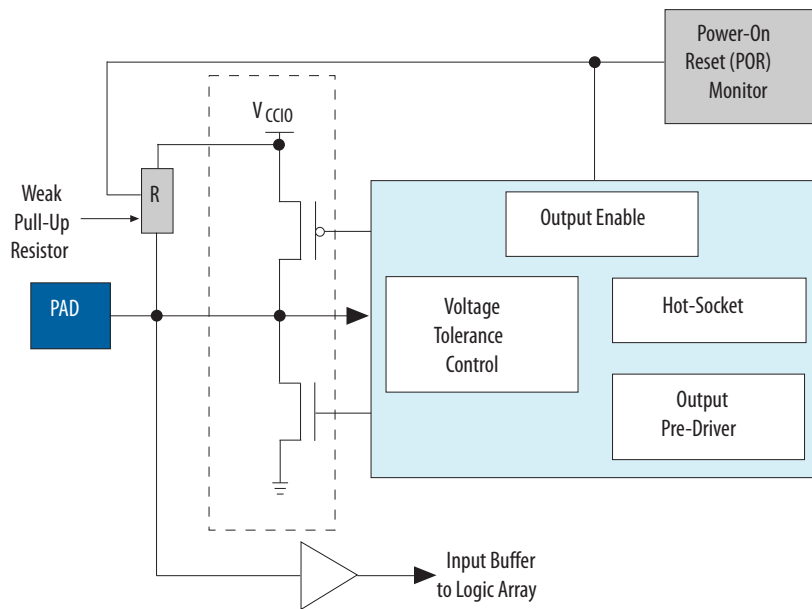 Power-On
Reset (POR)
Monitor
V CCIO
R
Weak
Pull-Up
Resistor
Output Enable
PAD
Voltage
Tolerance
Control
Hot-Socket
Output
Pre-Driver
Input Buffer
to Logic Array